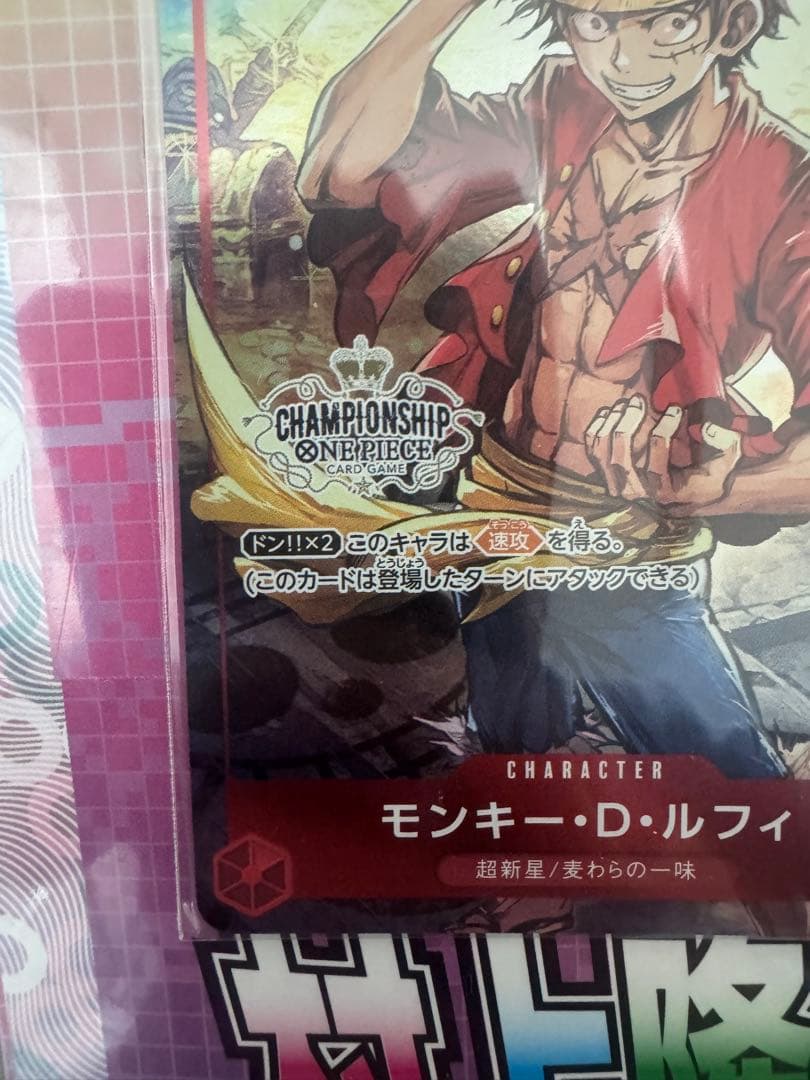 CHAMPIONSHIP
ONE PIECE
CARD GAME
ドン!!×2 このキャラは 速攻 を得る。
(このカードは登場したターンにアタックできる)
CHARACTER
モンキー・D・ルフィ
超新星/麦わらの一味
村上